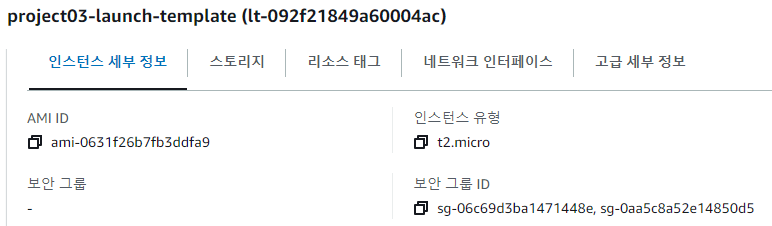 project03-launch-template (lt-092f21849a60004ac)
인스턴스 세부 정보 스토리지 리소스 태그 네트워크 인터페이스 고급 세부 정보
AMI ID 인스턴스 유형
ami-0631f26b7fb3ddfa9 t2.micro
보안 그룹 보안 그룹 ID
- sg-06c69d3ba1471448e, sg-0aa5c8a52e14850d5